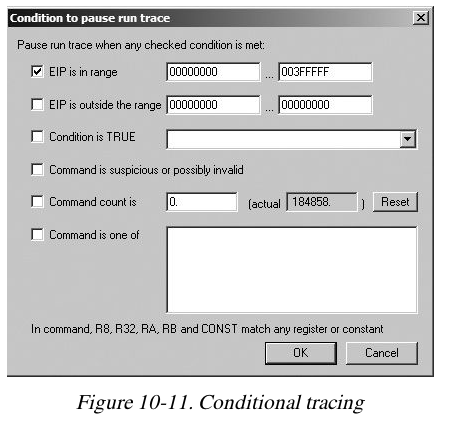 Condition to pause run trace
Pause run trace when any checked condition is met:
EIP is in range 00000000 ... 003FFFFF
EIP is outside the range 00000000 ... 00000000
Condition is TRUE
Command is suspicious or possibly invalid
Command count is 0. (actual 184858. ) Reset
Command is one of
In command, R8, R32, RA, RB and CONST match any register or constant
OK Cancel
Figure 10-11. Conditional tracing